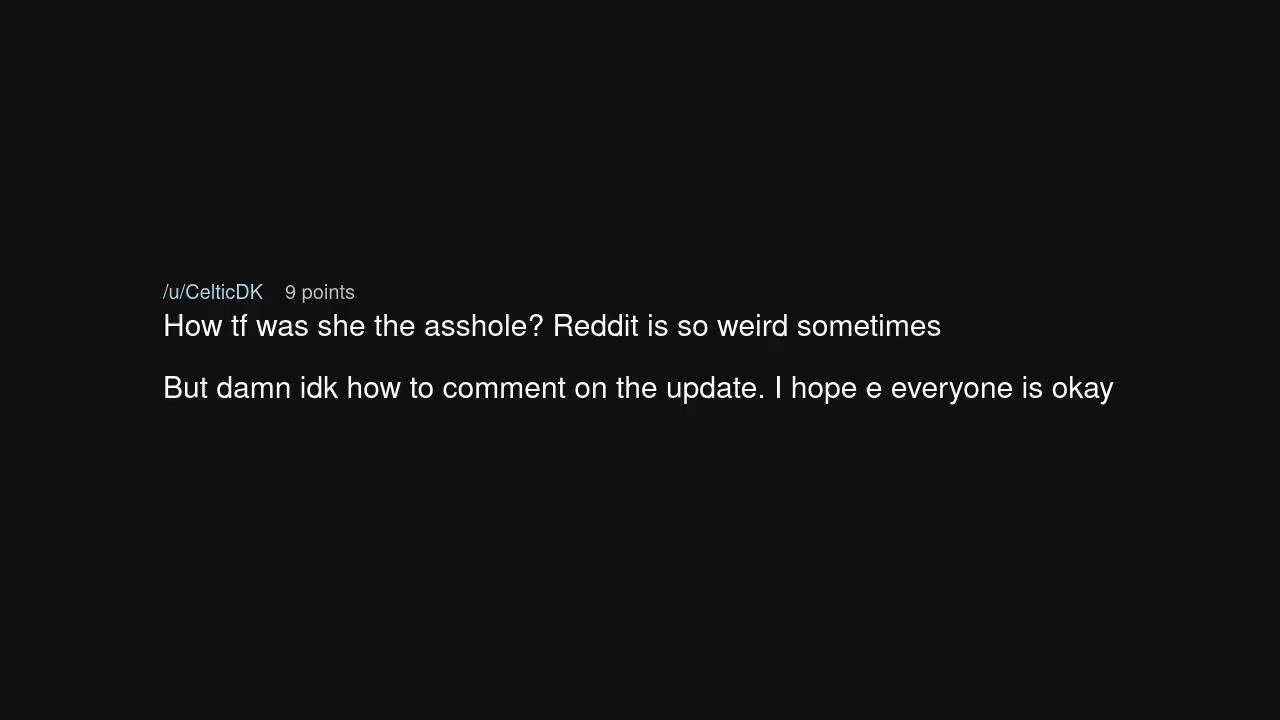 /u/CelticDK 9 points
How tf was she the asshole? Reddit is so weird sometimes
But damn idk how to comment on the update. I hope e everyone is okay